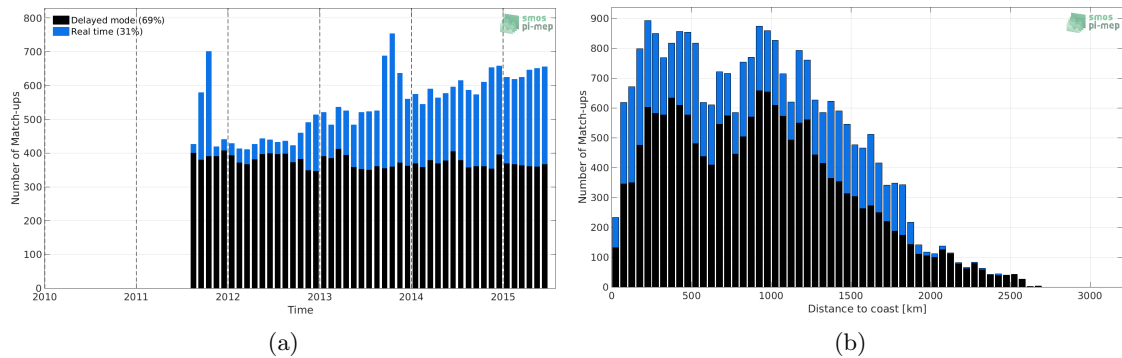 Delayed mode (69%)
Real time (31%)
smos
pi-mep
Number of Match-ups
800
700
600
500
400
300
200
100
0
2010
2011
2012
2013
2014
2015
Time
(a)
smos
pi-mep
Number of Match-ups
900
800
700
600
500
400
300
200
100
0
0
500
1000
1500
2000
2500
3000
Distance to coast [km]
(b)